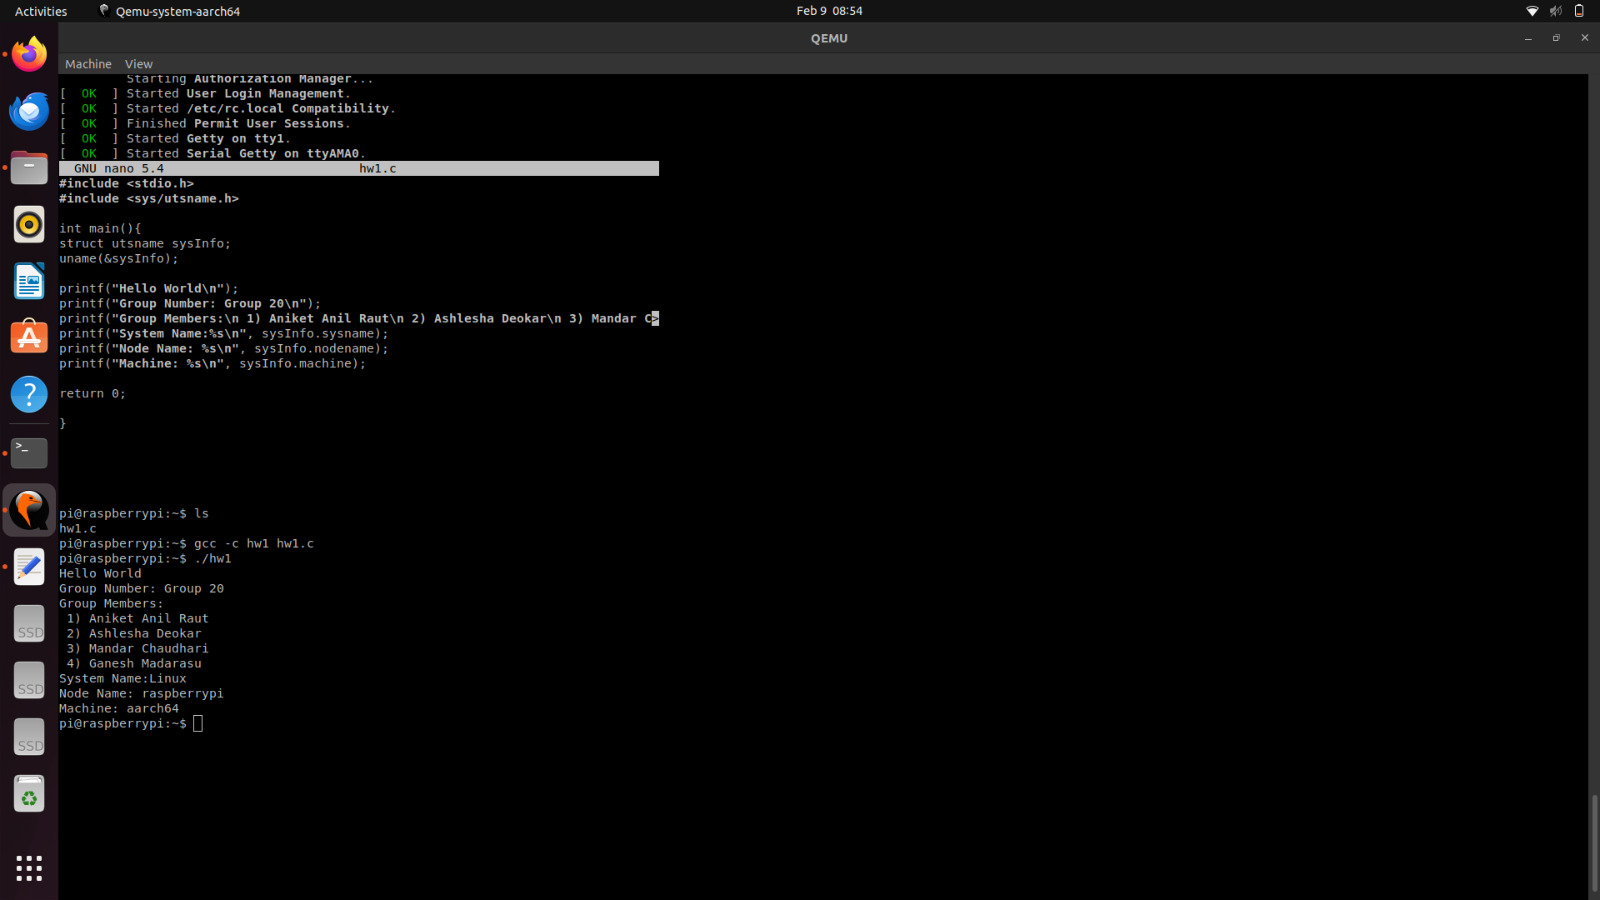 Activities Qemu-system-aarch64 Feb 9 08:54
QEMU
Machine View
Starting Authorization Manager...
[ OK ] Started User Login Management.
[ OK ] Started /etc/rc.local Compatibility.
[ OK ] Finished Permit User Sessions.
[ OK ] Started Getty on tty1.
[ OK ] Started Serial Getty on ttyAMA0.
GNU nano 5.4 hw1.c
#include <stdio.h>
#include <sys/utsname.h>
int main(){
struct utsname sysInfo;
uname(&sysInfo);
printf("Hello World\n");
printf("Group Number: Group 20\n");
printf("Group Members:\n 1) Aniket Anil Raut\n 2) Ashlesha Deokar\n 3) Mandar C>
printf("System Name:%s\n", sysInfo.sysname);
printf("Node Name: %s\n", sysInfo.nodename);
printf("Machine: %s\n", sysInfo.machine);
return 0;
}
pi@raspberrypi:~$ ls
hw1.c
pi@raspberrypi:~$ gcc -c hw1 hw1.c
pi@raspberrypi:~$ ./hw1
Hello World
Group Number: Group 20
Group Members:
1) Aniket Anil Raut
2) Ashlesha Deokar
3) Mandar Chaudhari
4) Ganesh Madarasu
System Name:Linux
Node Name: raspberrypi
Machine: aarch64
pi@raspberrypi:~$
SSD
SSD
SSD